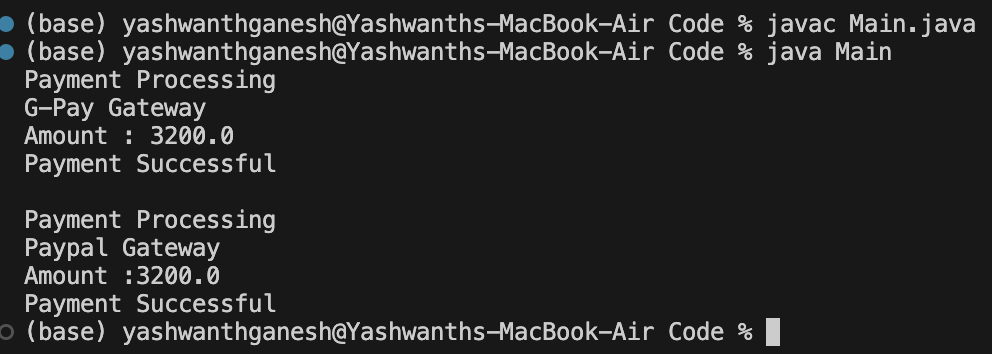 (base) yashwanthganesh@Yashwanths-MacBook-Air Code % javac Main.java
(base) yashwanthganesh@Yashwanths-MacBook-Air Code % java Main
Payment Processing
G-Pay Gateway
Amount : 3200.0
Payment Successful

Payment Processing
Paypal Gateway
Amount :3200.0
Payment Successful
(base) yashwanthganesh@Yashwanths-MacBook-Air Code %